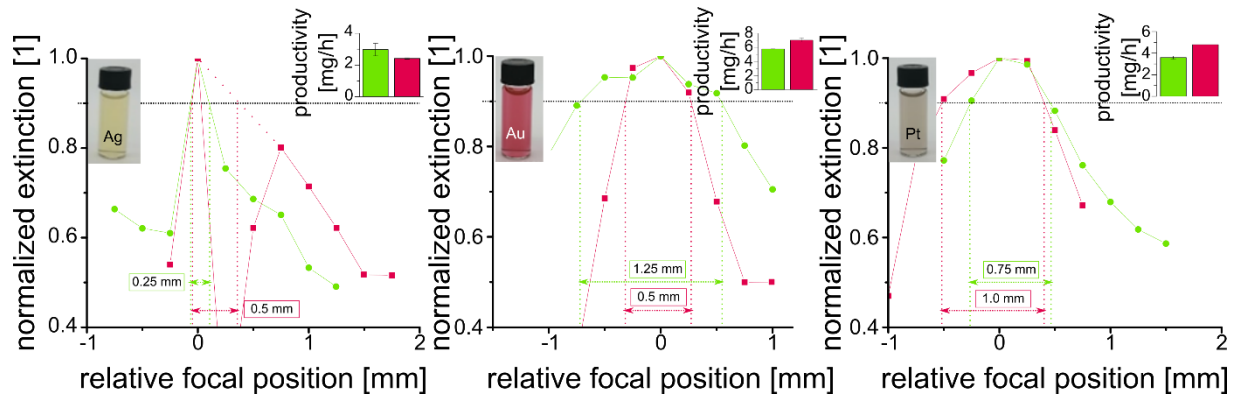 normalized extinction [1]
1.0
0.8
0.6
0.4
Ag
productivity
[mg/h]
4
2
0
0.25 mm
0.5 mm
-1
0
1
2
relative focal position [mm]
normalized extinction [1]
1.0
0.8
0.6
0.4
Au
productivity
[mg/h]
8
6
4
2
0
1.25 mm
0.5 mm
-1
0
1
relative focal position [mm]
normalized extinction [1]
1.0
0.8
0.6
0.4
Pt
productivity
[mg/h]
6
4
2
0
0.75 mm
1.0 mm
-1
0
1
2
relative focal position [mm]